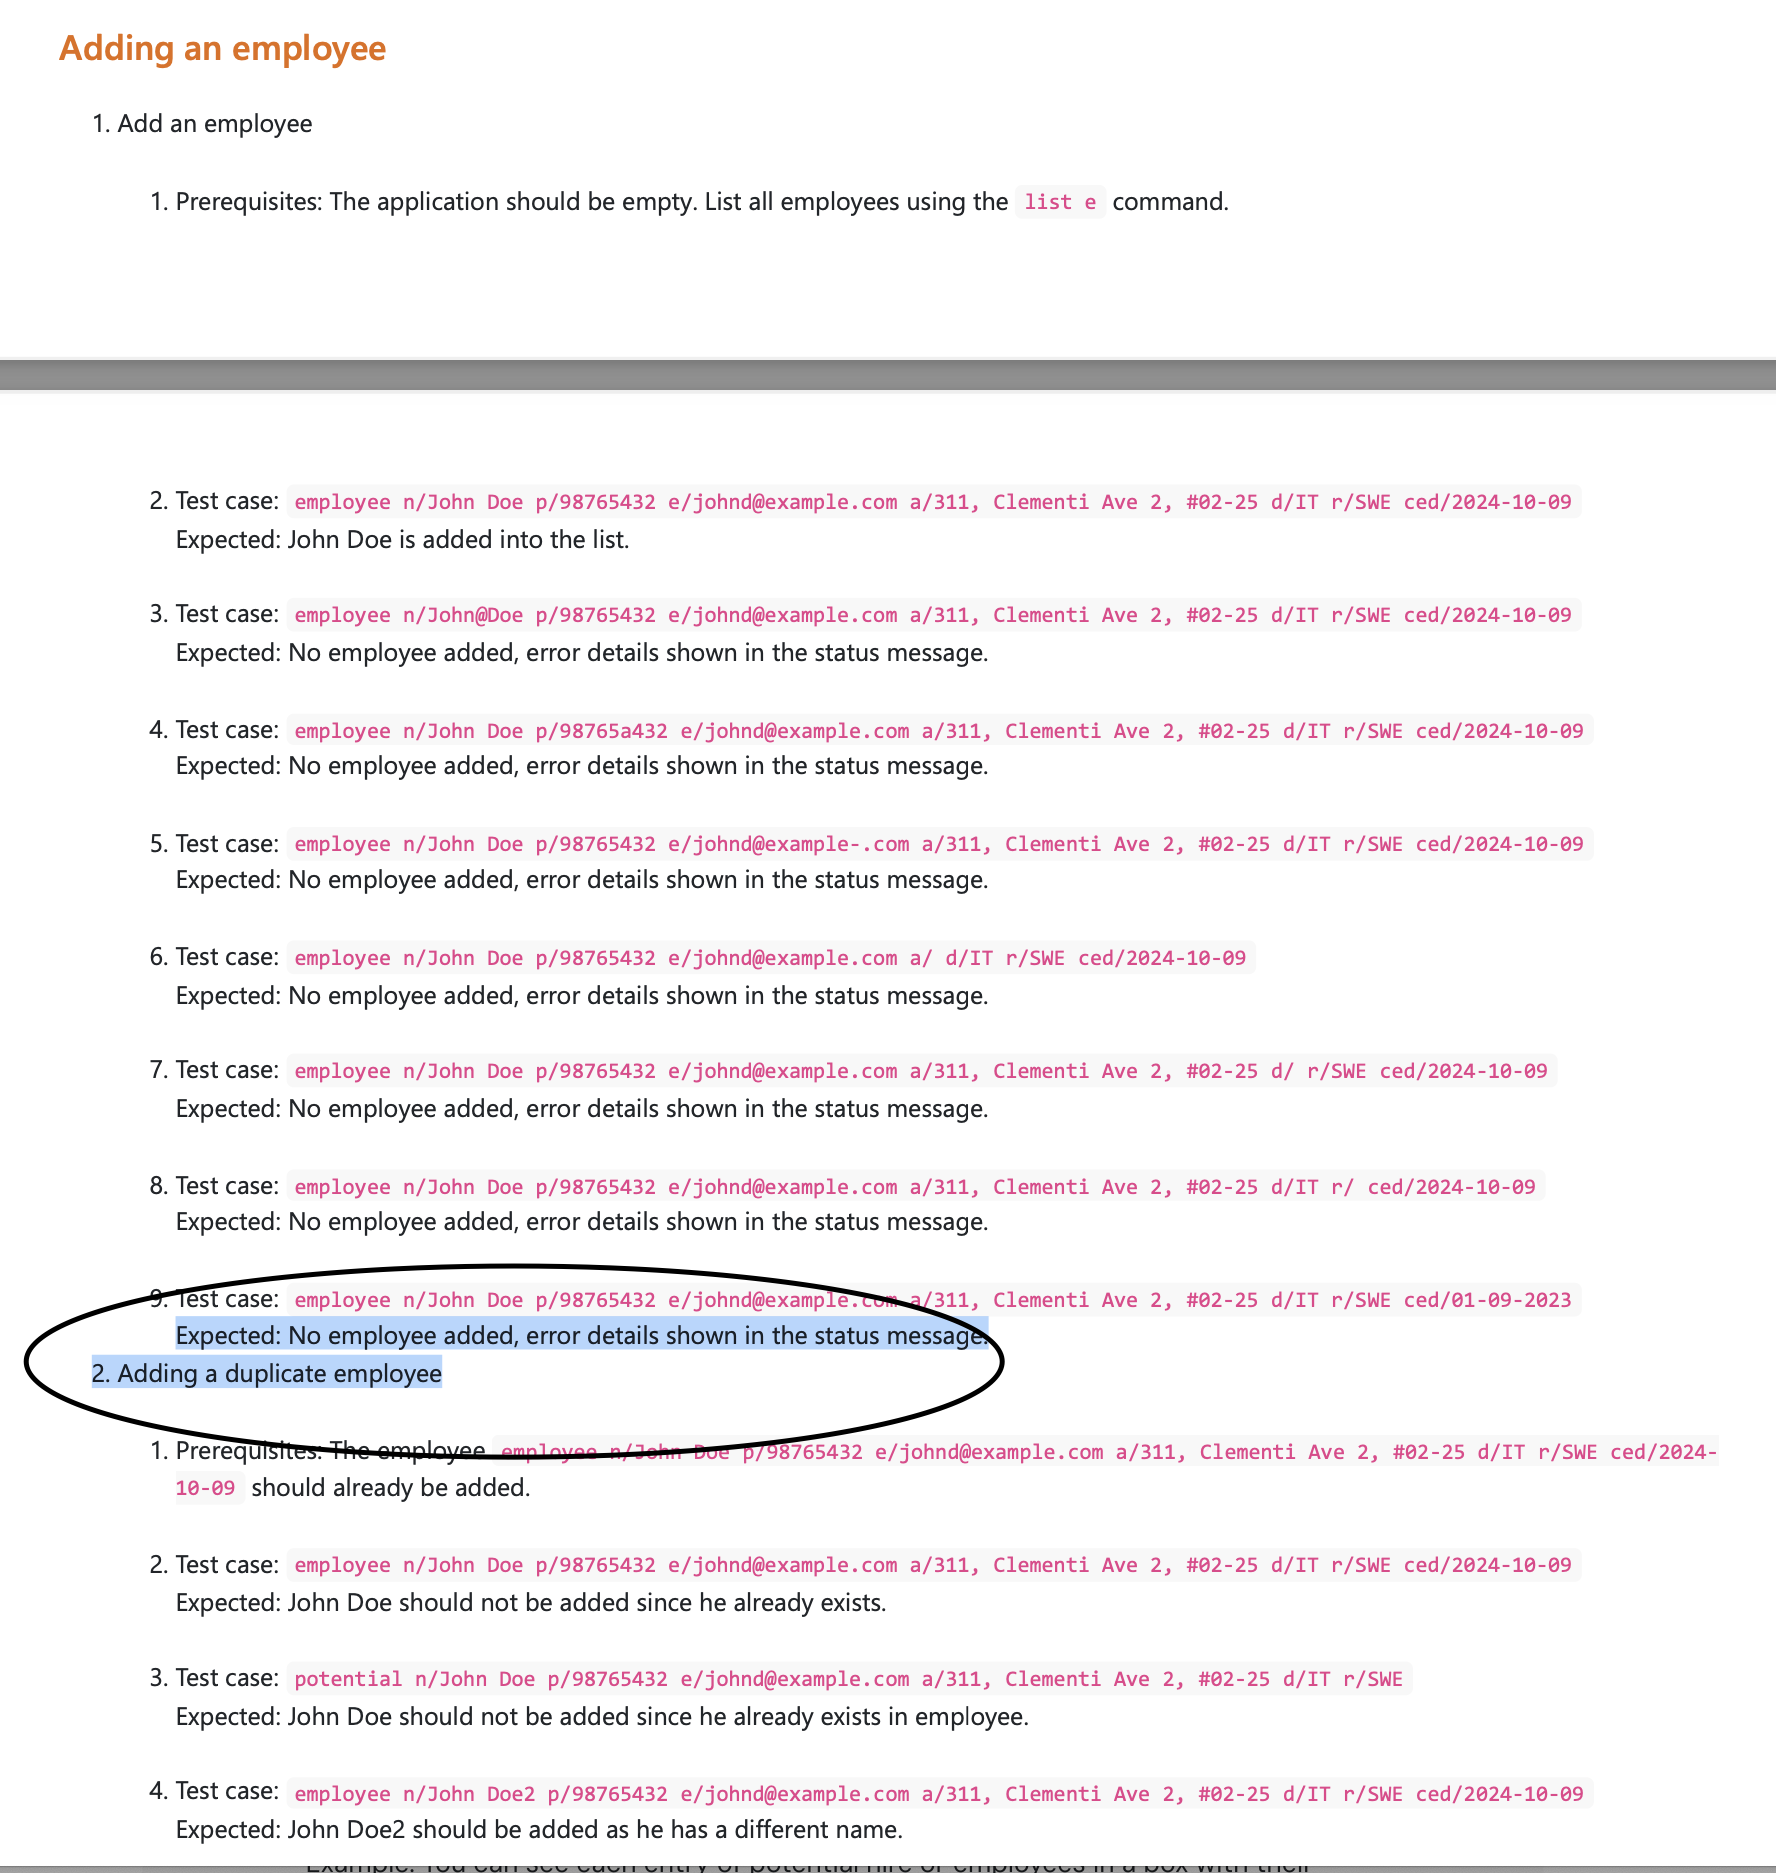 Adding an employee
1. Add an employee
1. Prerequisites: The application should be empty. List all employees using the list e command.
2. Test case: employee n/John Doe p/98765432 e/johnd@example.com a/311, Clementi Ave 2, #02-25 d/IT r/SWE ced/2024-10-09
Expected: John Doe is added into the list.
3. Test case: employee n/John@Doe p/98765432 e/johnd@example.com a/311, Clementi Ave 2, #02-25 d/IT r/SWE ced/2024-10-09
Expected: No employee added, error details shown in the status message.
4. Test case: employee n/John Doe p/98765a432 e/johnd@example.com a/311, Clementi Ave 2, #02-25 d/IT r/SWE ced/2024-10-09
Expected: No employee added, error details shown in the status message.
5. Test case: employee n/John Doe p/98765432 e/johnd@example-.com a/311, Clementi Ave 2, #02-25 d/IT r/SWE ced/2024-10-09
Expected: No employee added, error details shown in the status message.
6. Test case: employee n/John Doe p/98765432 e/johnd@example.com a/ d/IT r/SWE ced/2024-10-09
Expected: No employee added, error details shown in the status message.
7. Test case: employee n/John Doe p/98765432 e/johnd@example.com a/311, Clementi Ave 2, #02-25 d/ r/SWE ced/2024-10-09
Expected: No employee added, error details shown in the status message.
8. Test case: employee n/John Doe p/98765432 e/johnd@example.com a/311, Clementi Ave 2, #02-25 d/IT r/ ced/2024-10-09
Expected: No employee added, error details shown in the status message.
9. Test case: employee n/John Doe p/98765432 e/johnd@example.com a/311, Clementi Ave 2, #02-25 d/IT r/SWE ced/01-09-2023
Expected: No employee added, error details shown in the status message.
2. Adding a duplicate employee
1. Prerequisites: The employee employee n/John Doe p/98765432 e/johnd@example.com a/311, Clementi Ave 2, #02-25 d/IT r/SWE ced/2024-
10-09 should already be added.
2. Test case: employee n/John Doe p/98765432 e/johnd@example.com a/311, Clementi Ave 2, #02-25 d/IT r/SWE ced/2024-10-09
Expected: John Doe should not be added since he already exists.
3. Test case: potential n/John Doe p/98765432 e/johnd@example.com a/311, Clementi Ave 2, #02-25 d/IT r/SWE
Expected: John Doe should not be added since he already exists in employee.
4. Test case: employee n/John Doe2 p/98765432 e/johnd@example.com a/311, Clementi Ave 2, #02-25 d/IT r/SWE ced/2024-10-09
Expected: John Doe2 should be added as he has a different name.
Example: You can see each entry of potential hire or employees in a box with their